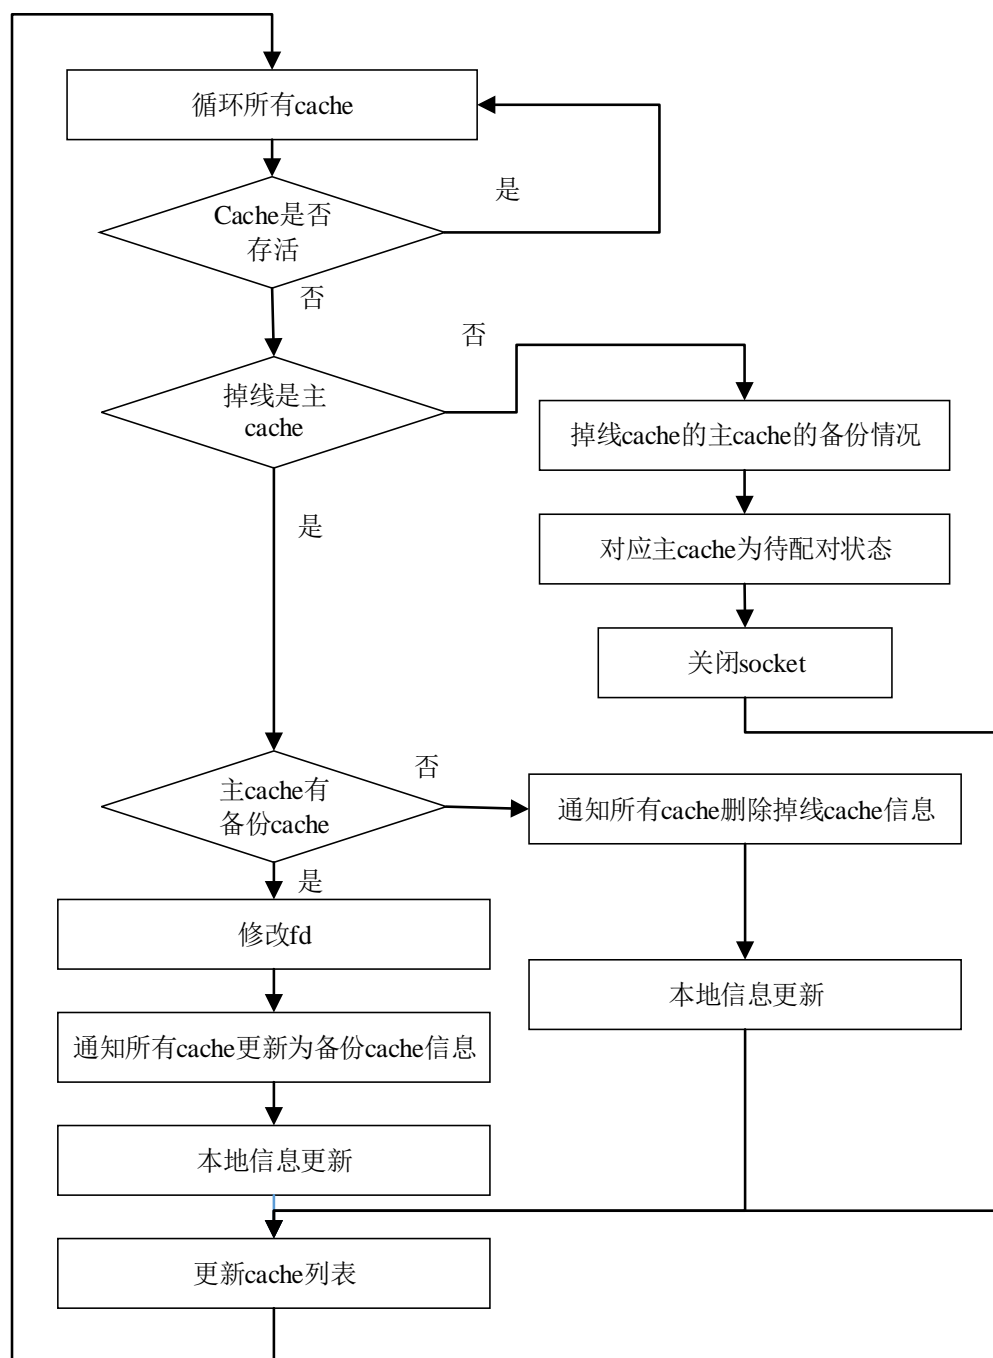 循环所有cache
是
Cache是否
存活
否
否
掉线是主
cache
掉线cache的主cache的备份情况
是
对应主cache为待配对状态
关闭socket
否
主cache有
备份cache
通知所有cache删除掉线cache信息
是
修改fd
本地信息更新
通知所有cache更新为备份cache信息
本地信息更新
更新cache列表